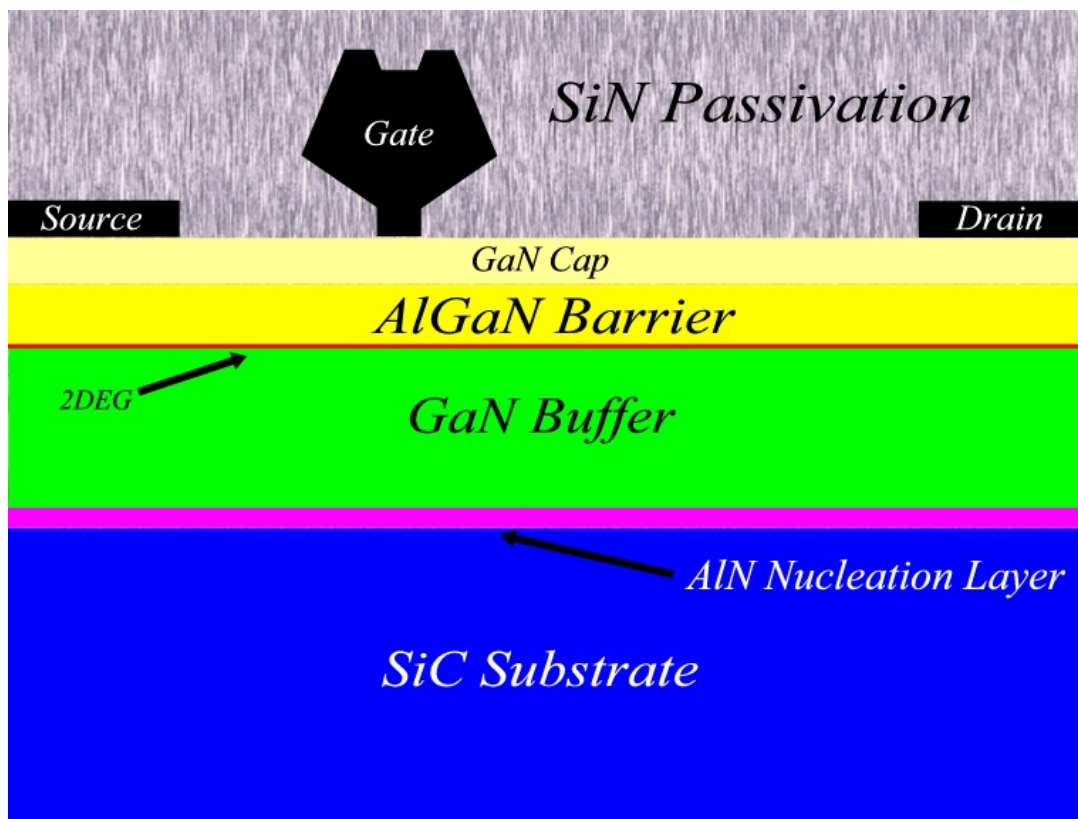 SiN Passivation
Gate
Source
Drain
GaN Cap
AlGaN Barrier
2DEG
GaN Buffer
AlN Nucleation Layer
SiC Substrate